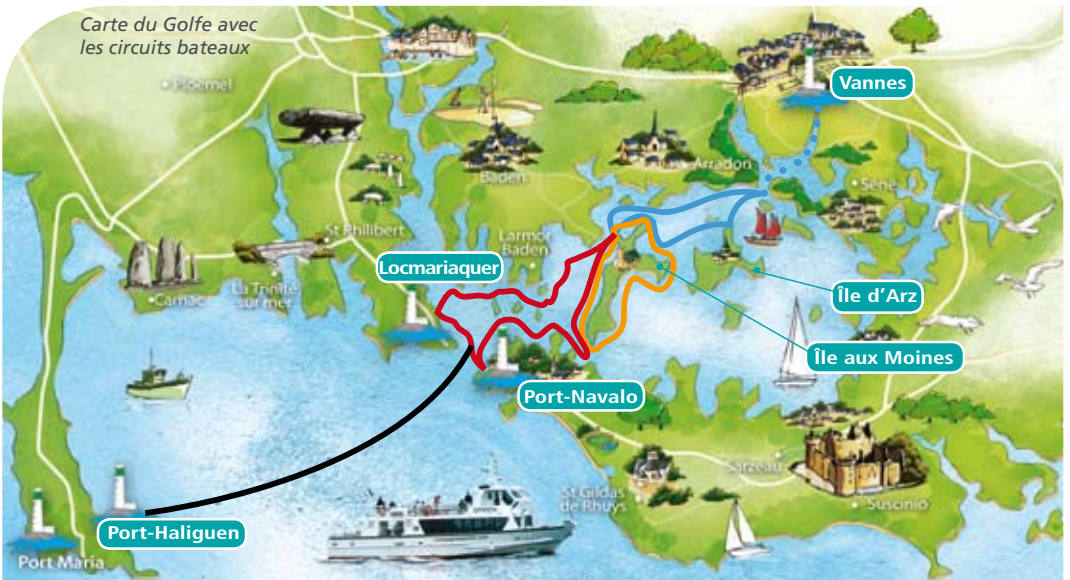 Carte du Golfe avec
les circuits bateaux
Ploemel
Vannes
Arradon
Baden
Séné
St Philibert
Larmor
Baden
Locmariaquer
La Trinité
sur mer
Carnac
Île d'Arz
Île aux Moines
Port-Navalo
Sarzeau
St Gildas
de Rhuys
Suscinio
Port-Haliguen
Port Maria